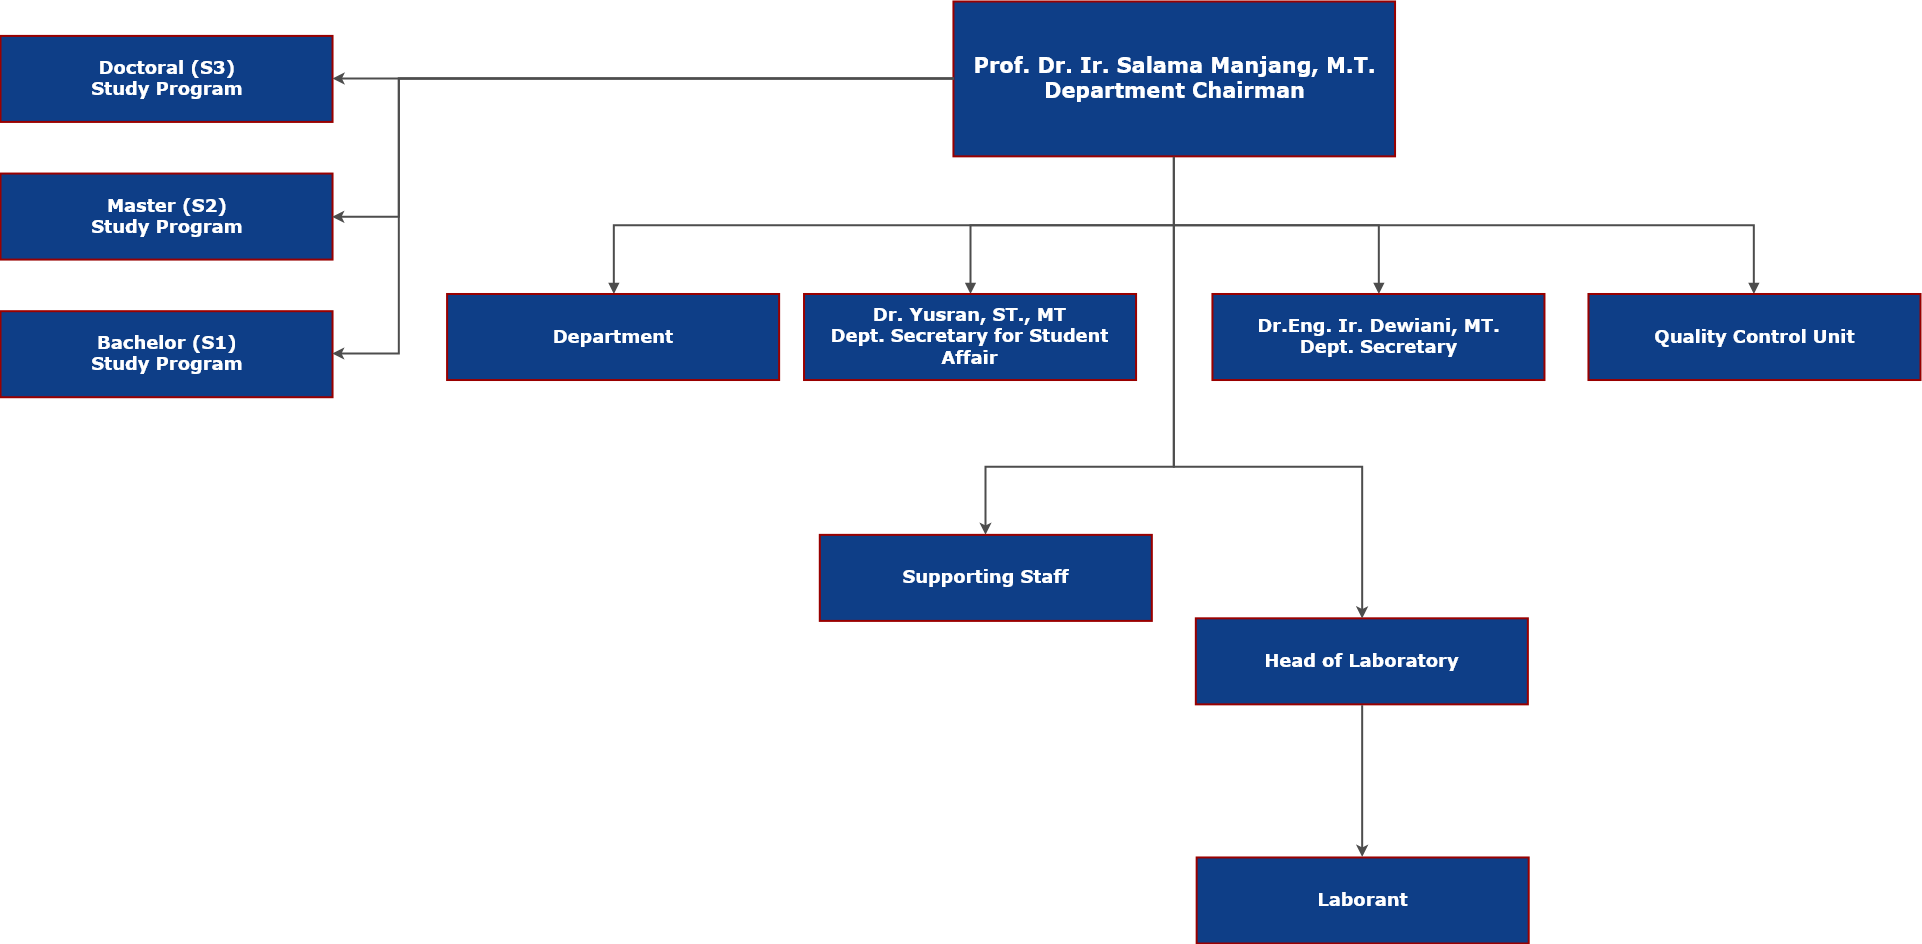 Prof. Dr. Ir. Salama Manjang, M.T.
Department Chairman
Doctoral (S3)
Study Program
Master (S2)
Study Program
Bachelor (S1)
Study Program
Department
Dr. Yusran, ST., MT
Dept. Secretary for Student
Affair
Dr.Eng. Ir. Dewiani, MT.
Dept. Secretary
Quality Control Unit
Supporting Staff
Head of Laboratory
Laborant